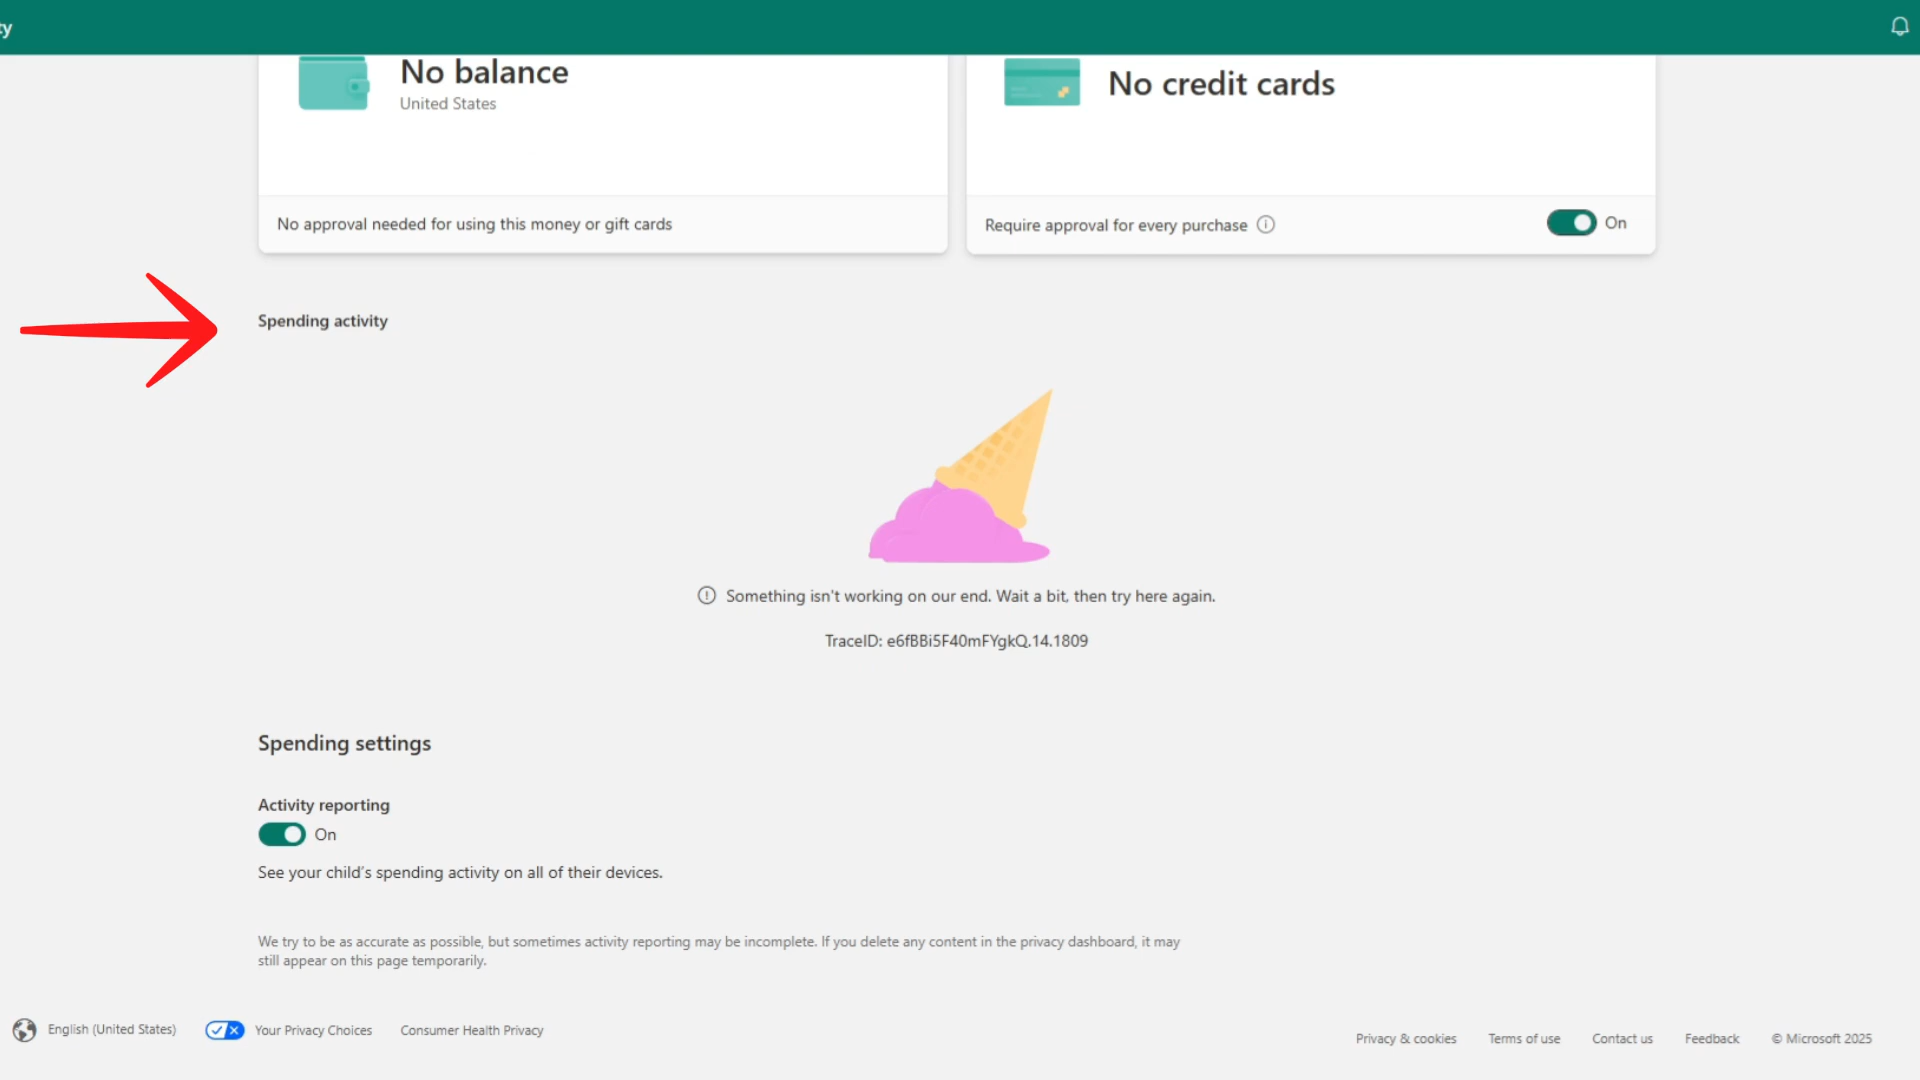 ty
No balance
United States
No credit cards
No approval needed for using this money or gift cards
Require approval for every purchase
On
Spending activity
Something isn't working on our end. Wait a bit, then try here again.
TraceID: e6fBBi5F40mFYgkQ.14.1809
Spending settings
Activity reporting
On
See your child's spending activity on all of their devices.
We try to be as accurate as possible, but sometimes activity reporting may be incomplete. If you delete any content in the privacy dashboard, it may
still appear on this page temporarily.
English (United States)
Your Privacy Choices
Consumer Health Privacy
Privacy & cookies
Terms of use
Contact us
Feedback
© Microsoft 2025